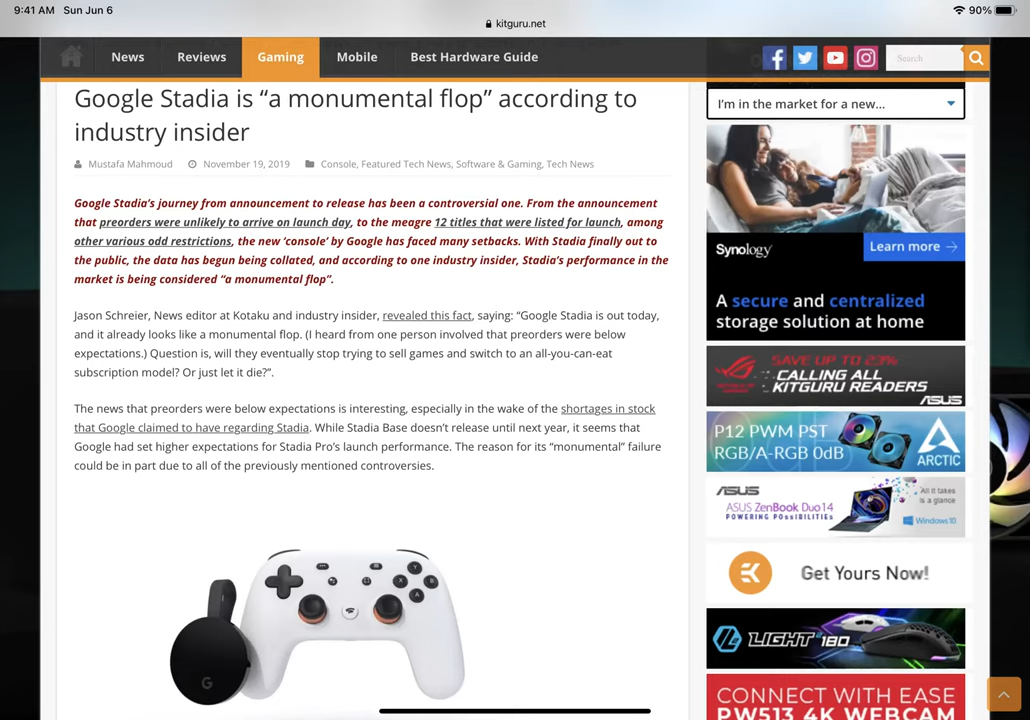 9:41 AM Sun Jun 6
90%
kitguru.net
News Reviews Gaming Mobile Best Hardware Guide
Search
Google Stadia is “a monumental flop” according to
industry insider
Mustafa Mahmoud November 19, 2019 Console, Featured Tech News, Software & Gaming, Tech News
Google Stadia’s journey from announcement to release has been a controversial one. From the announcement
that preorders were unlikely to arrive on launch day, to the meagre 12 titles that were listed for launch, among
other various odd restrictions, the new ‘console’ by Google has faced many setbacks. With Stadia finally out to
the public, the data has begun being collated, and according to one industry insider, Stadia’s performance in the
market is being considered “a monumental flop”.
Jason Schreier, News editor at Kotaku and industry insider, revealed this fact, saying: “Google Stadia is out today,
and it already looks like a monumental flop. (I heard from one person involved that preorders were below
expectations.) Question is, will they eventually stop trying to sell games and switch to an all-you-can-eat
subscription model? Or just let it die?”.
The news that preorders were below expectations is interesting, especially in the wake of the shortages in stock
that Google claimed to have regarding Stadia. While Stadia Base doesn’t release until next year, it seems that
Google had set higher expectations for Stadia Pro’s launch performance. The reason for its “monumental” failure
could be in part due to all of the previously mentioned controversies.
Y
X B
A
G
I’m in the market for a new...
Synology
Learn more →
A secure and centralized
storage solution at home
SAVE UP TO 23%
CALLING ALL
KITGURU READERS
ASUS
P12 PWM PST
RGB/A-RGB 0dB
ARCTIC
ASUS
All it takes
is a glance
ASUS ZenBook Duo 14
POWERING POSSIBILITIES
Windows 10
Get Yours Now!
LIGHT²180
CONNECT WITH EASE
PW513 4K WEBCAM